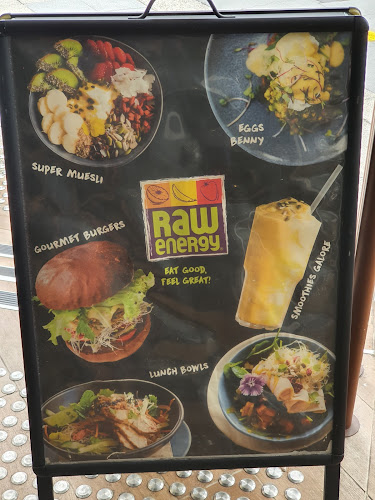 EGGS
BENNY
SUPER MUESLI
RAW
ENERGY
GOURMET BURGERS
EAT GOOD,
FEEL GREAT!
SMOOTHIES GALORE
LUNCH BOWLS